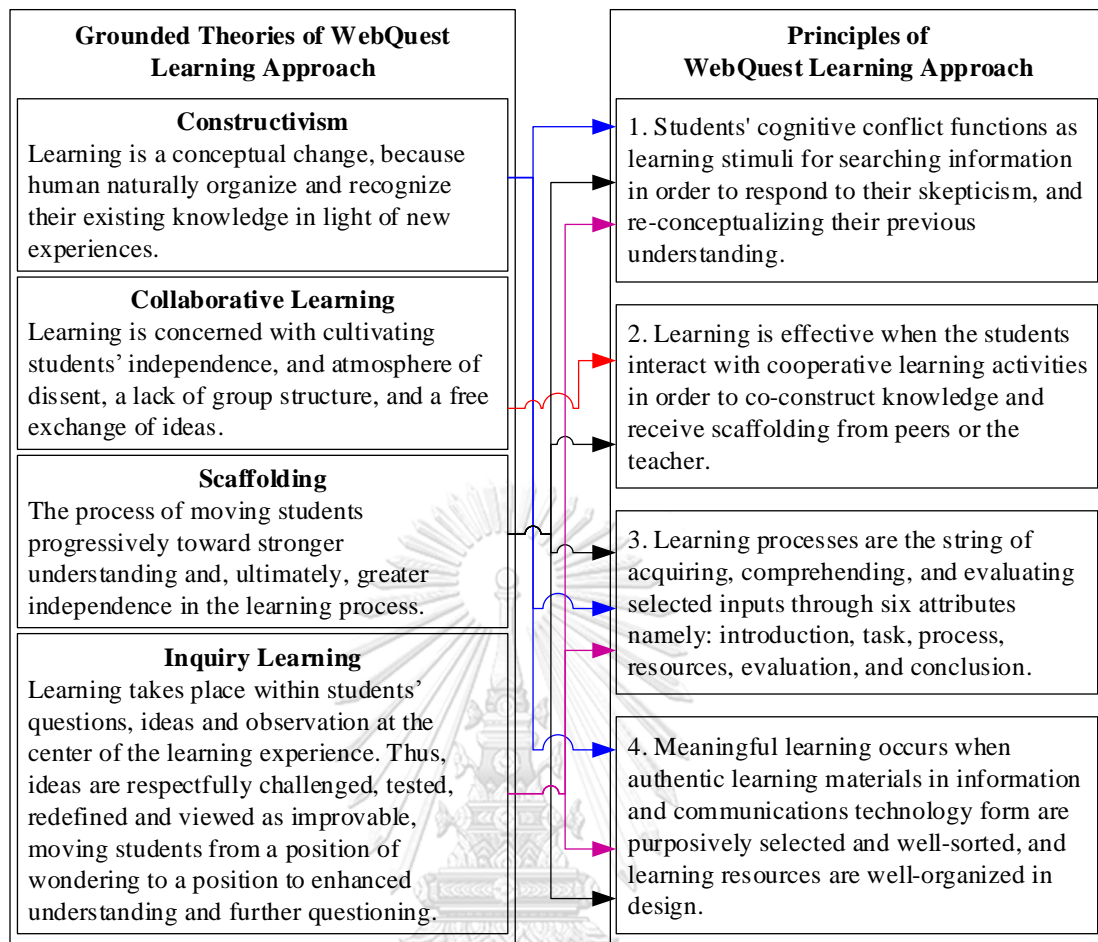 Grounded Theories of WebQuest
Learning Approach
Constructivism
Learning is a conceptual change, because
human naturally organize and recognize
their existing knowledge in light of new
experiences.
Collaborative Learning
Learning is concerned with cultivating
students’ independence, and atmosphere of
dissent, a lack of group structure, and a free
exchange of ideas.
Scaffolding
The process of moving students
progressively toward stronger
understanding and, ultimately, greater
independence in the learning process.
Inquiry Learning
Learning takes place within students’
questions, ideas and observation at the
center of the learning experience. Thus,
ideas are respectfully challenged, tested,
redefined and viewed as improvable,
moving students from a position of
wondering to a position to enhanced
understanding and further questioning.
Principles of
WebQuest Learning Approach
1. Students' cognitive conflict functions as
learning stimuli for searching information
in order to respond to their skepticism, and
re-conceptualizing their previous
understanding.
2. Learning is effective when the students
interact with cooperative learning activities
in order to co-construct knowledge and
receive scaffolding from peers or the
teacher.
3. Learning processes are the string of
acquiring, comprehending, and evaluating
selected inputs through six attributes
namely: introduction, task, process,
resources, evaluation, and conclusion.
4. Meaningful learning occurs when
authentic learning materials in information
and communications technology form are
purposively selected and well-sorted, and
learning resources are well-organized in
design.